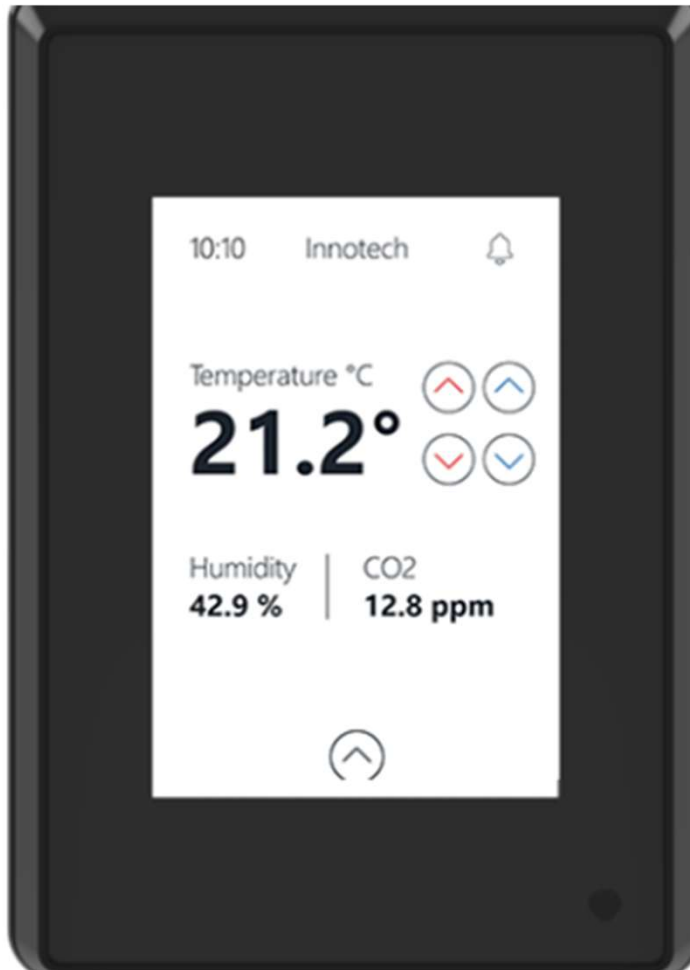 10:10 Innotech
Temperature °C
21.2°
Humidity CO2
42.9 % 12.8 ppm